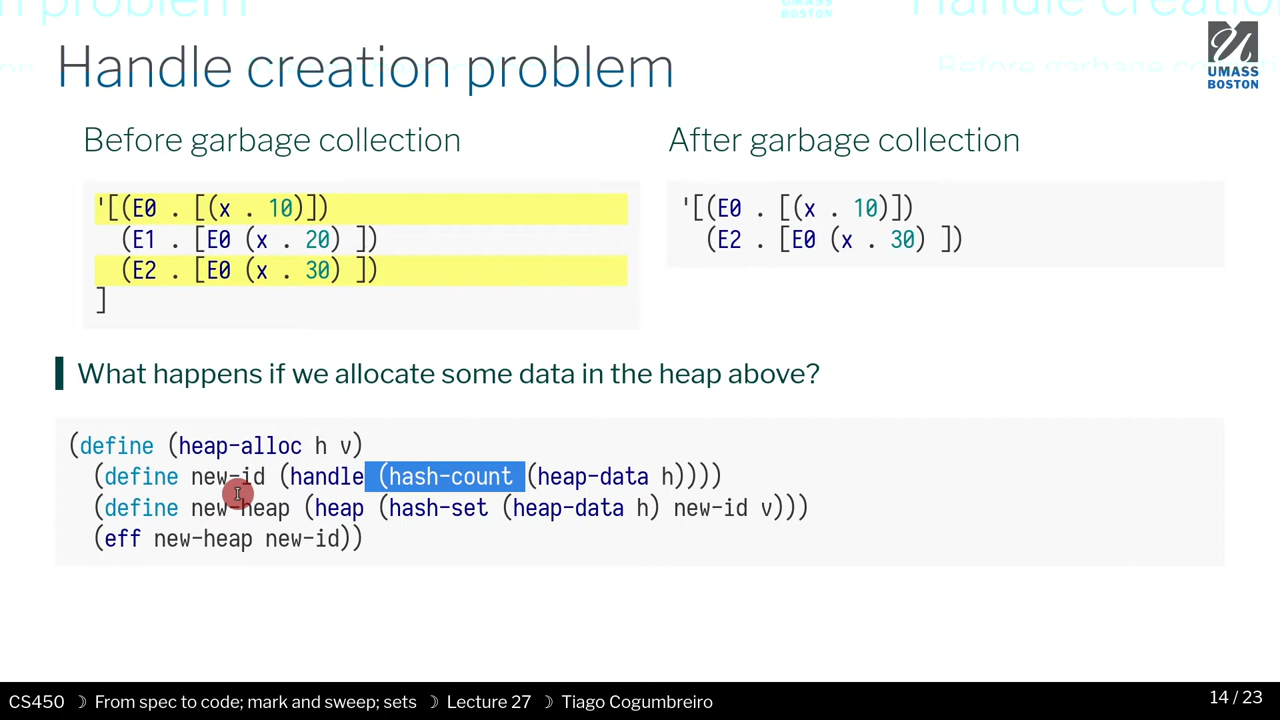 Handle creation problem
UMASS
BOSTON
Before garbage collection
'[(E0 . [(x . 10)])
(E1 . [E0 (x . 20) ])
(E2 . [E0 (x . 30) ])
]
After garbage collection
'[(E0 . [(x . 10)])
(E2 . [E0 (x . 30) ])
What happens if we allocate some data in the heap above?
(define (heap-alloc h v)
(define new-id (handle (hash-count (heap-data h))))
(define new-heap (heap (hash-set (heap-data h) new-id v)))
(eff new-heap new-id))
CS450 ☽ From spec to code; mark and sweep; sets ☽ Lecture 27 ☽ Tiago Cogumbreiro
14 / 23